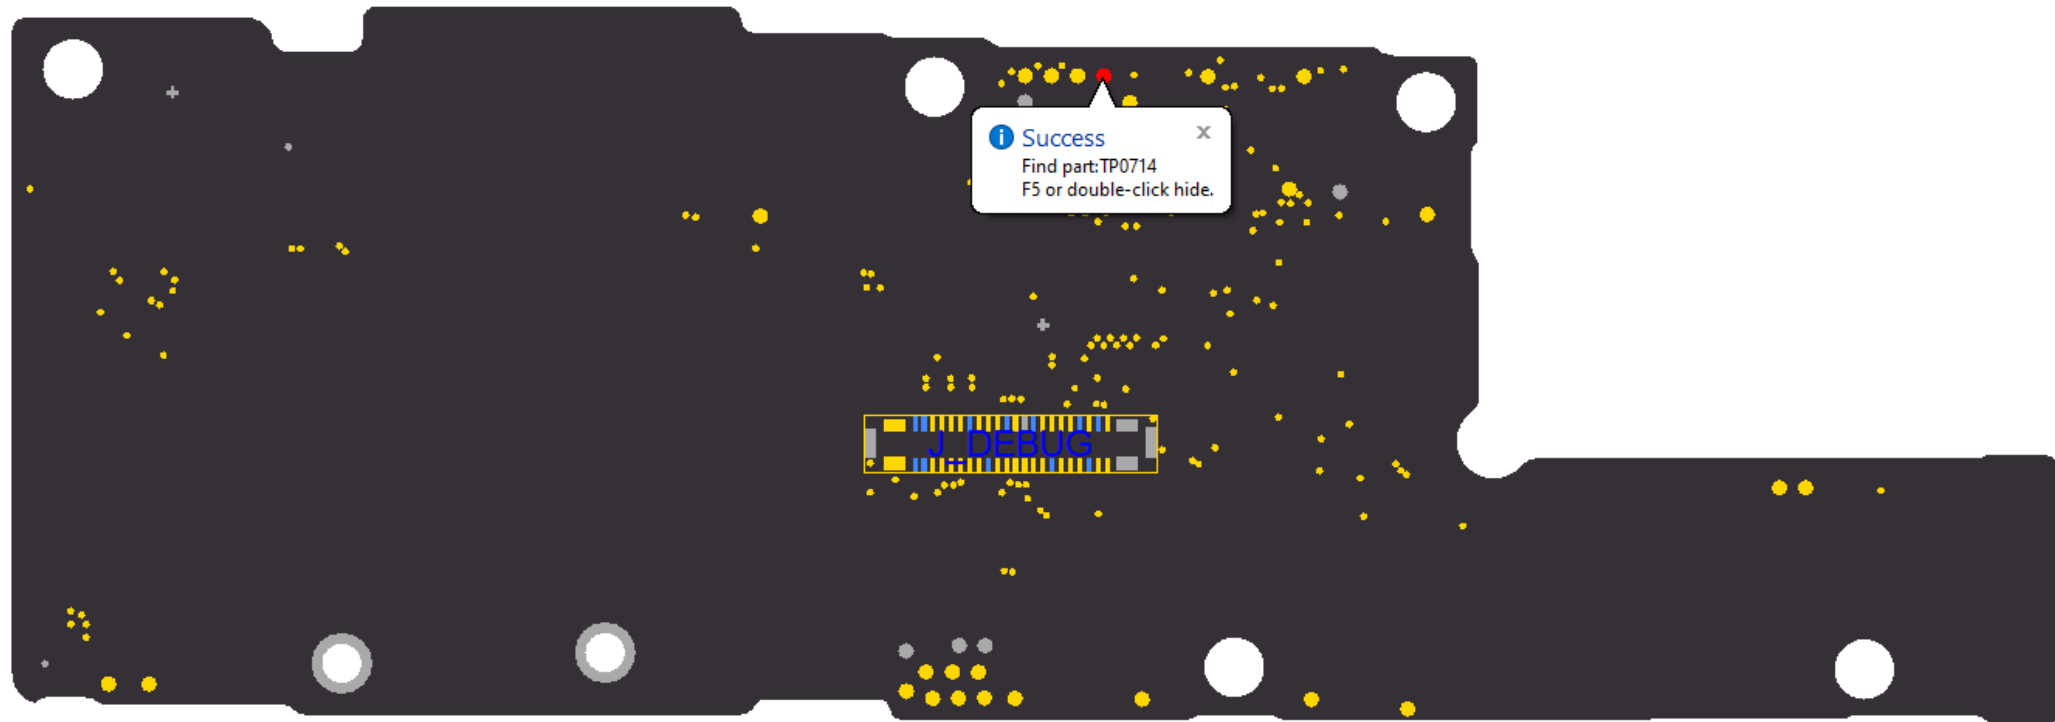 Success
x
Find part:TP0714
F5 or double-click hide.
J_DEBUG